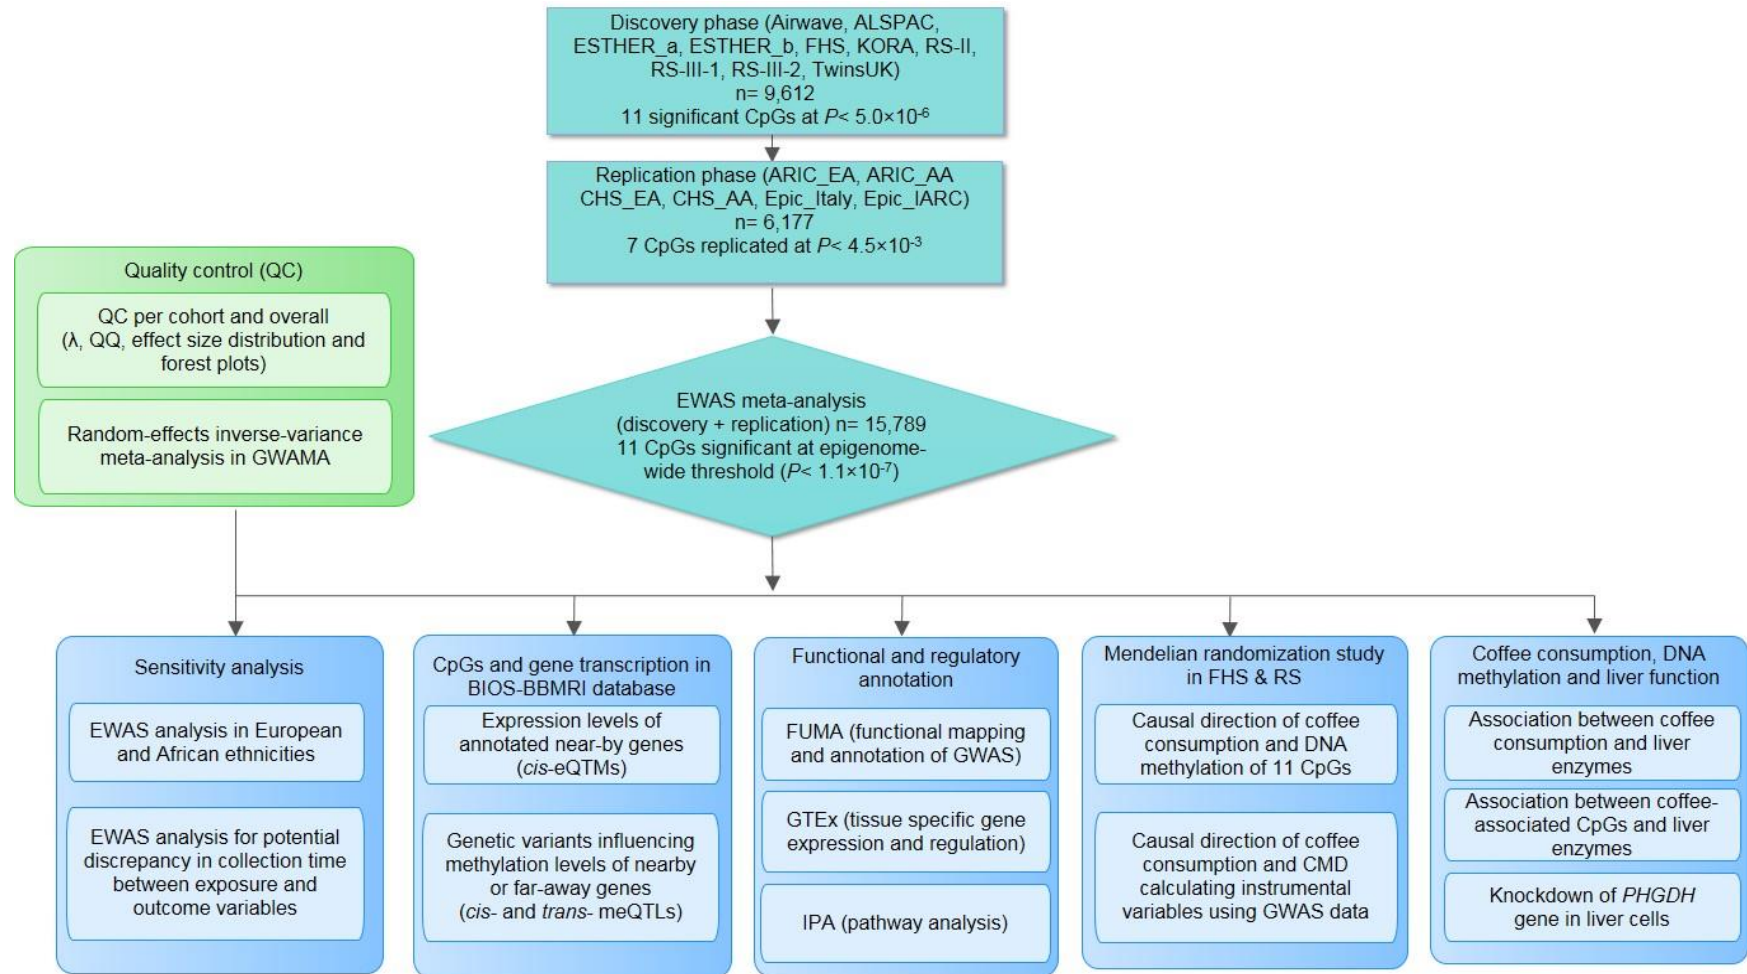 Discovery phase (Airwave, ALSPAC,
ESTHER_a, ESTHER_b, FHS, KORA, RS-II,
RS-III-1, RS-III-2, TwinsUK)
n= 9,612
11 significant CpGs at P< 5.0×10⁻⁶
Replication phase (ARIC_EA, ARIC_AA
CHS_EA, CHS_AA, Epic_Italy, Epic_IARC)
n= 6,177
7 CpGs replicated at P< 4.5×10⁻³
Quality control (QC)
QC per cohort and overall
(λ, QQ, effect size distribution and
forest plots)
Random-effects inverse-variance
meta-analysis in GWAMA
EWAS meta-analysis
(discovery + replication) n= 15,789
11 CpGs significant at epigenome-
wide threshold (P< 1.1×10⁻⁷)
Sensitivity analysis
EWAS analysis in European
and African ethnicities
EWAS analysis for potential
discrepancy in collection time
between exposure and
outcome variables
CpGs and gene transcription in
BIOS-BBMRI database
Expression levels of
annotated near-by genes
(cis-eQTMs)
Genetic variants influencing
methylation levels of nearby
or far-away genes
(cis- and trans- meQTLs)
Functional and regulatory
annotation
FUMA (functional mapping
and annotation of GWAS)
GTEx (tissue specific gene
expression and regulation)
IPA (pathway analysis)
Mendelian randomization study
in FHS & RS
Causal direction of coffee
consumption and DNA
methylation of 11 CpGs
Causal direction of coffee
consumption and CMD
calculating instrumental
variables using GWAS data
Coffee consumption, DNA
methylation and liver function
Association between coffee
consumption and liver
enzymes
Association between coffee-
associated CpGs and liver
enzymes
Knockdown of PHGDH
gene in liver cells